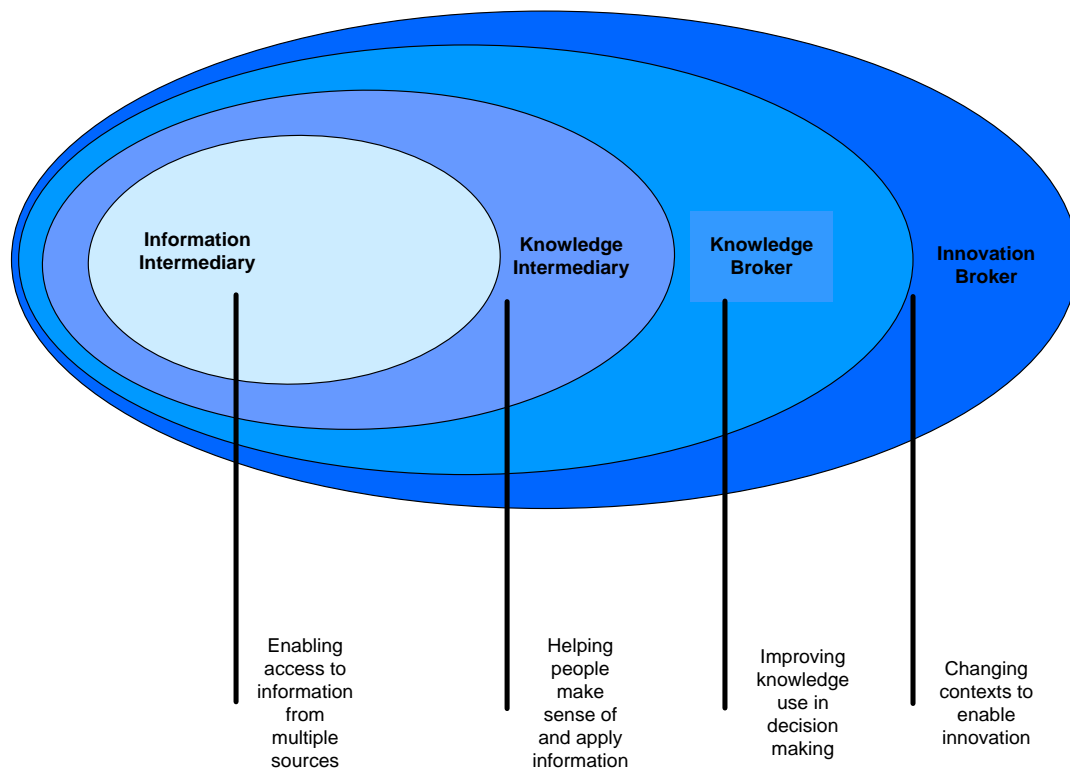 Information
Intermediary
Knowledge
Intermediary
Knowledge
Broker
Innovation
Broker
Enabling
access to
information
from
multiple
sources
Helping
people
make
sense of
and apply
information
Improving
knowledge
use in
decision
making
Changing
contexts to
enable
innovation